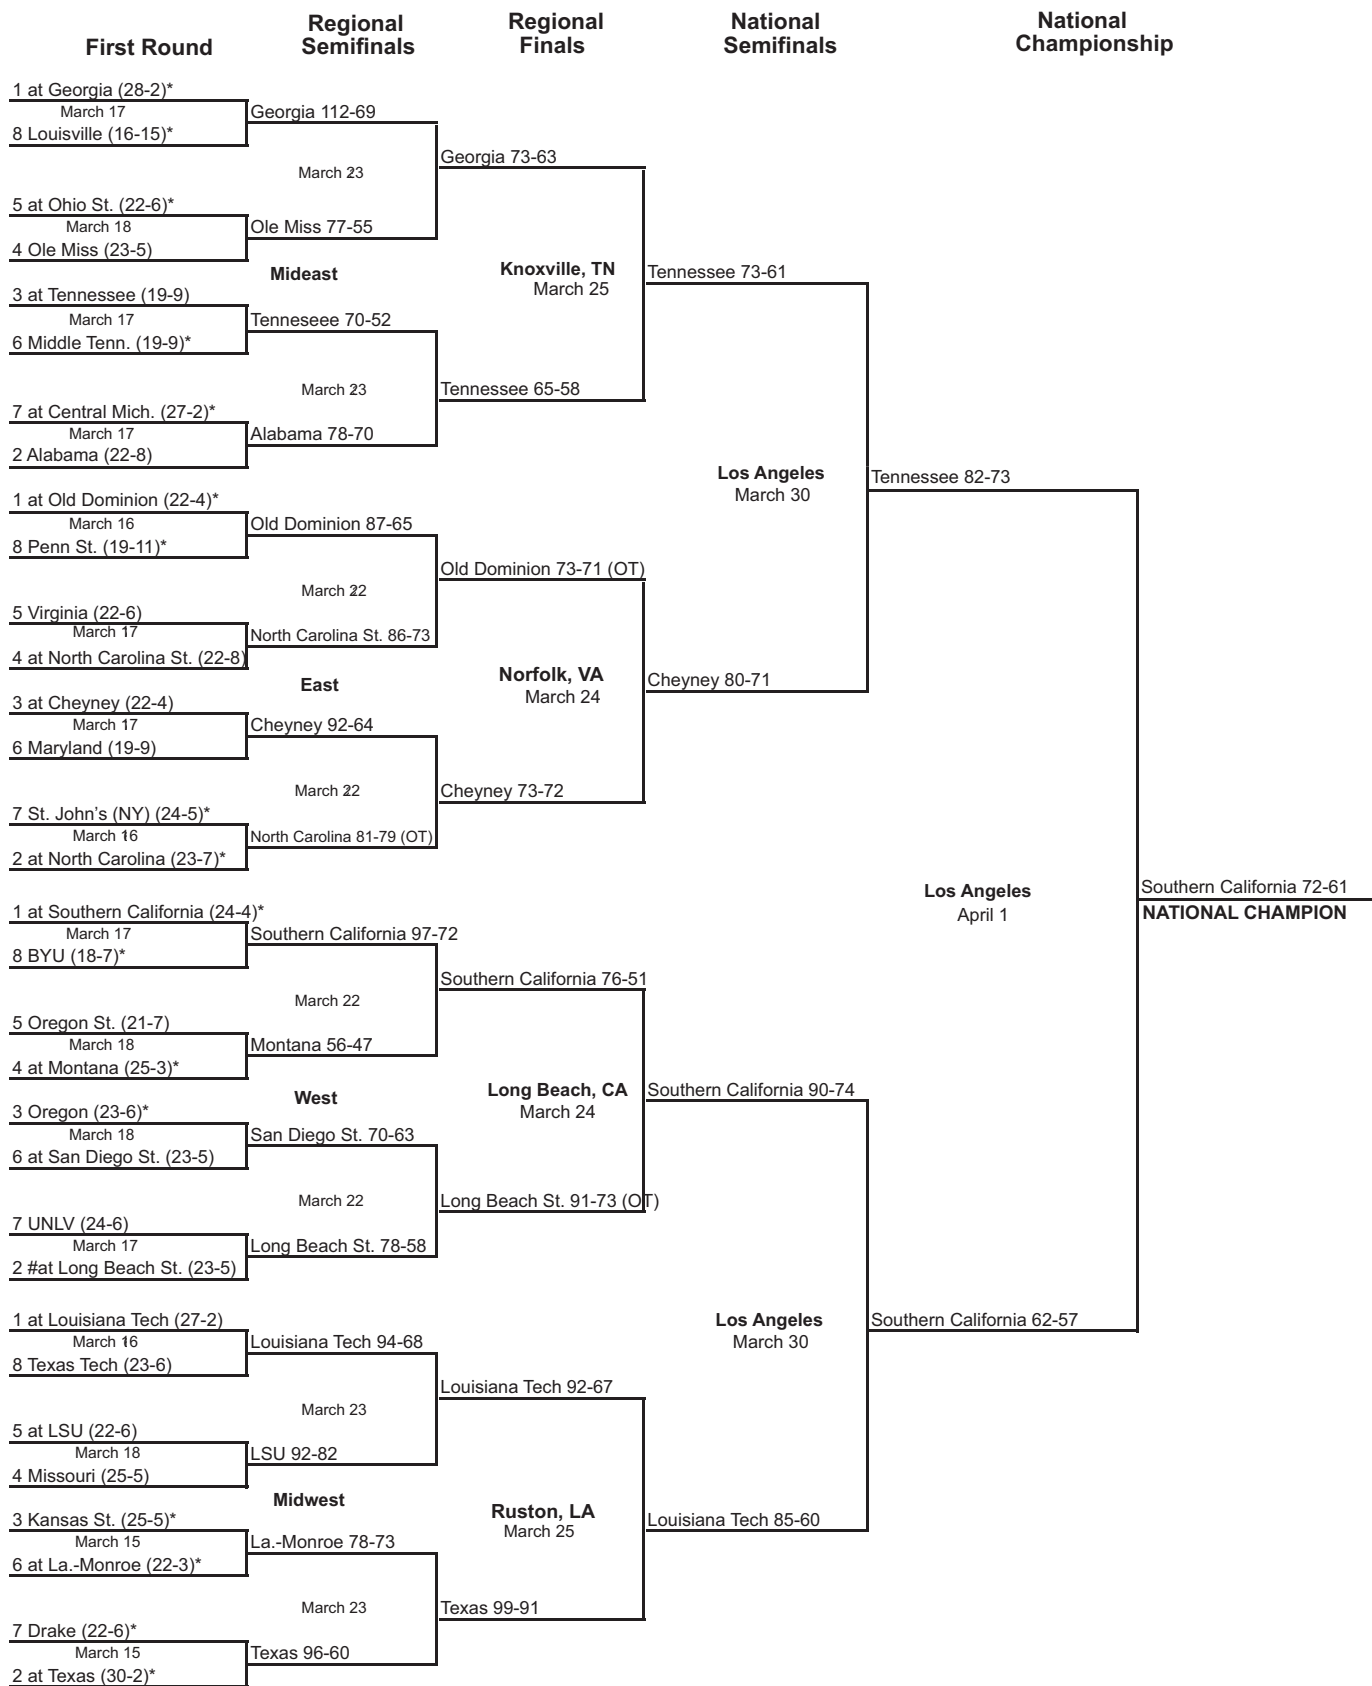 First Round
Regional
Semifinals
Regional
Finals
National
Semifinals
National
Championship
1 at Georgia (28-2)*
March 17
8 Louisville (16-15)*
Georgia 112-69
March 23
Georgia 73-63
5 at Ohio St. (22-6)*
March 18
4 Ole Miss (23-5)
Ole Miss 77-55
Mideast
Knoxville, TN
March 25
Tennessee 73-61
3 at Tennessee (19-9)
March 17
6 Middle Tenn. (19-9)*
Tenneseee 70-52
March 23
Tennessee 65-58
7 at Central Mich. (27-2)*
March 17
2 Alabama (22-8)
Alabama 78-70
Los Angeles
March 30
Tennessee 82-73
1 at Old Dominion (22-4)*
March 16
8 Penn St. (19-11)*
Old Dominion 87-65
March 22
Old Dominion 73-71 (OT)
5 Virginia (22-6)
March 17
4 at North Carolina St. (22-8)
North Carolina St. 86-73
East
Norfolk, VA
March 24
Cheyney 80-71
3 at Cheyney (22-4)
March 17
6 Maryland (19-9)
Cheyney 92-64
March 22
Cheyney 73-72
7 St. John's (NY) (24-5)*
March 16
2 at North Carolina (23-7)*
North Carolina 81-79 (OT)
Los Angeles
April 1
Southern California 72-61
NATIONAL CHAMPION
1 at Southern California (24-4)*
March 17
8 BYU (18-7)*
Southern California 97-72
March 22
Southern California 76-51
5 Oregon St. (21-7)
March 18
4 at Montana (25-3)*
Montana 56-47
West
Long Beach, CA
March 24
Southern California 90-74
3 Oregon (23-6)*
March 18
6 at San Diego St. (23-5)
San Diego St. 70-63
March 22
Long Beach St. 91-73 (OT)
7 UNLV (24-6)
March 17
2 #at Long Beach St. (23-5)
Long Beach St. 78-58
Los Angeles
March 30
Southern California 62-57
1 at Louisiana Tech (27-2)
March 16
8 Texas Tech (23-6)
Louisiana Tech 94-68
March 23
Louisiana Tech 92-67
5 at LSU (22-6)
March 18
4 Missouri (25-5)
LSU 92-82
Midwest
Ruston, LA
March 25
Louisiana Tech 85-60
3 Kansas St. (25-5)*
March 15
6 at La.-Monroe (22-3)*
La.-Monroe 78-73
March 23
Texas 99-91
7 Drake (22-6)*
March 15
2 at Texas (30-2)*
Texas 96-60